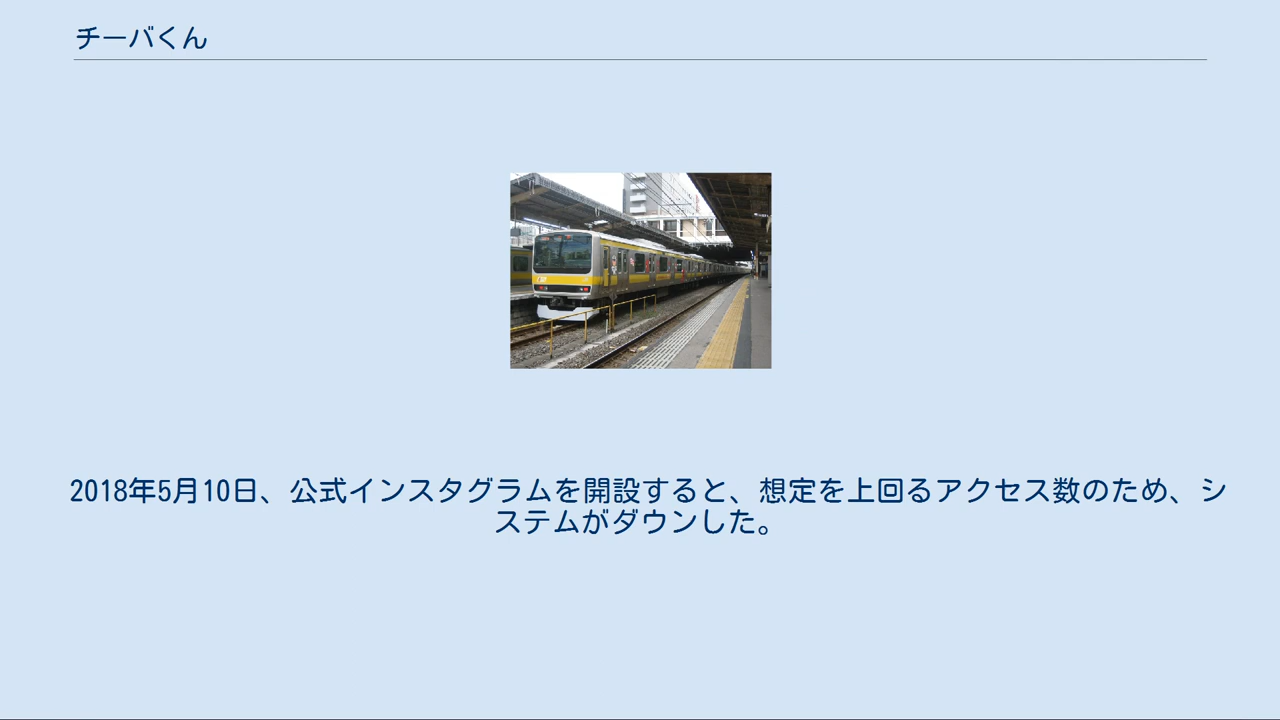 チーバくん
2018年5月10日、公式インスタグラムを開設すると、想定を上回るアクセス数のため、シ
ステムがダウンした。